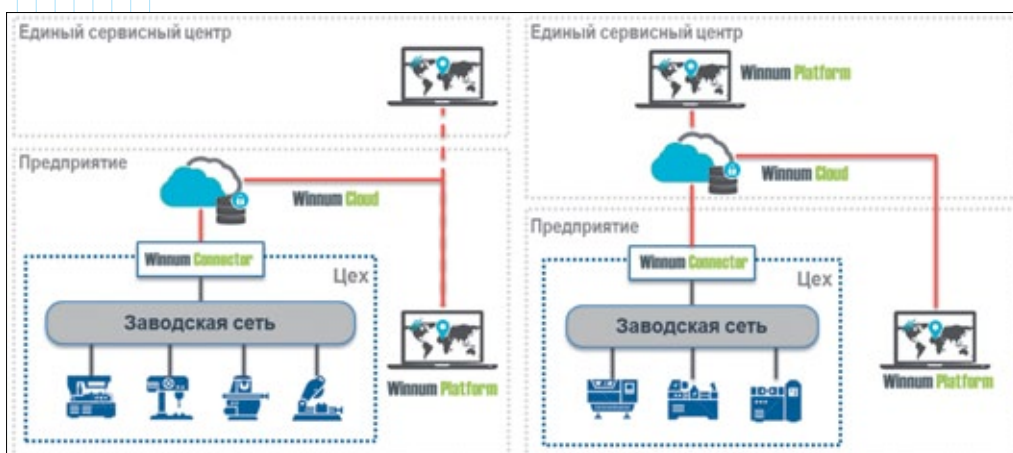 Единый сервисный центр
Winnum Cloud
Предприятие
Winnum Connector
Цех
Заводская сеть
Winnum Platform
Единый сервисный центр
Winnum Platform
Winnum Cloud
Предприятие
Winnum Connector
Цех
Заводская сеть
Winnum Platform